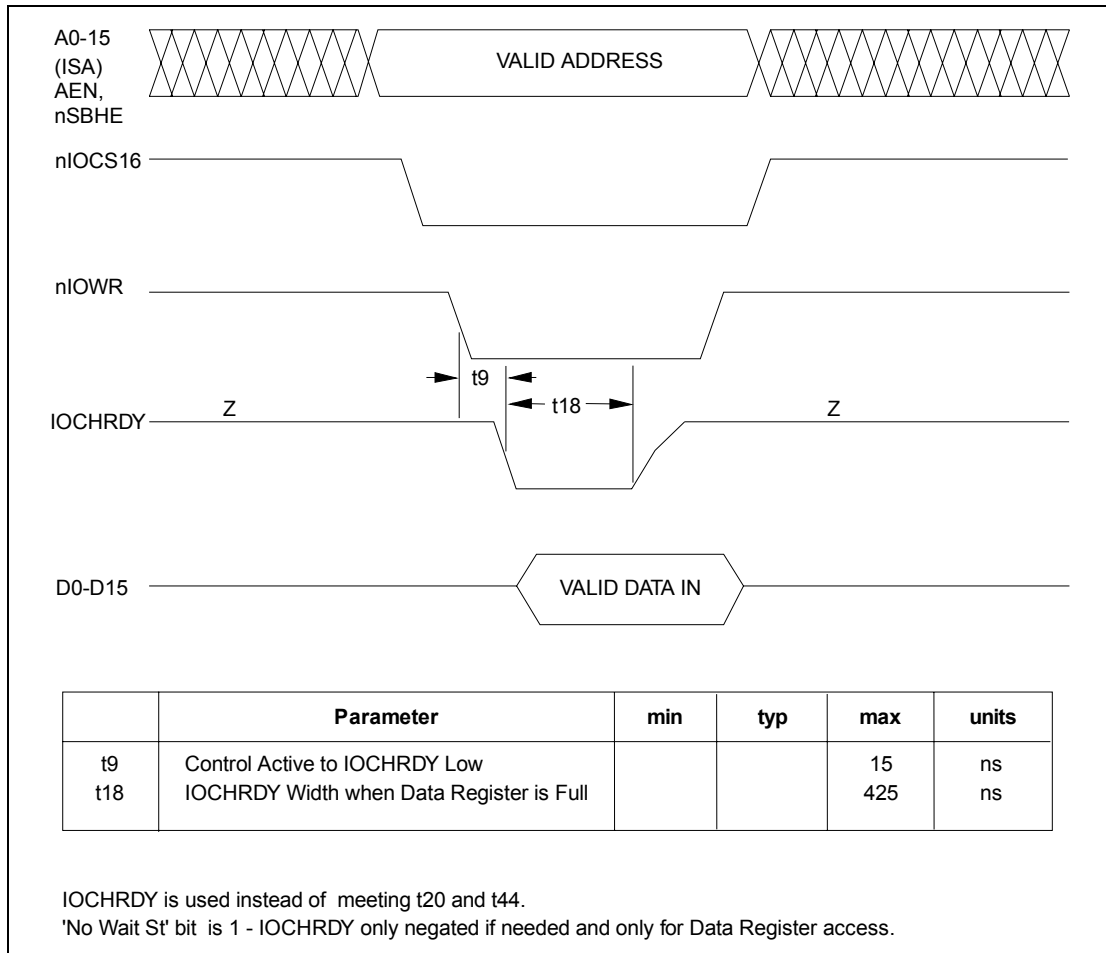 A0-15
(ISA)
AEN,
nSBHE
VALID ADDRESS
nIOCS16
nIOWR
t9
t18
IOCHRDY
Z
Z
D0-D15
VALID DATA IN
Parameter min typ max units
t9 Control Active to IOCHRDY Low 15 ns
t18 IOCHRDY Width when Data Register is Full 425 ns
IOCHRDY is used instead of meeting t20 and t44.
'No Wait St' bit is 1 - IOCHRDY only negated if needed and only for Data Register access.